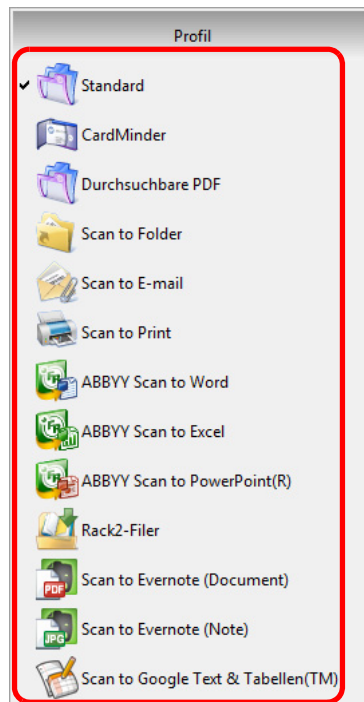 Profil
Standard
CardMinder
Durchsuchbare PDF
Scan to Folder
Scan to E-mail
Scan to Print
ABBYY Scan to Word
ABBYY Scan to Excel
ABBYY Scan to PowerPoint(R)
Rack2-Filer
PDF Scan to Evernote (Document)
JPG Scan to Evernote (Note)
Scan to Google Text & Tabellen(TM)